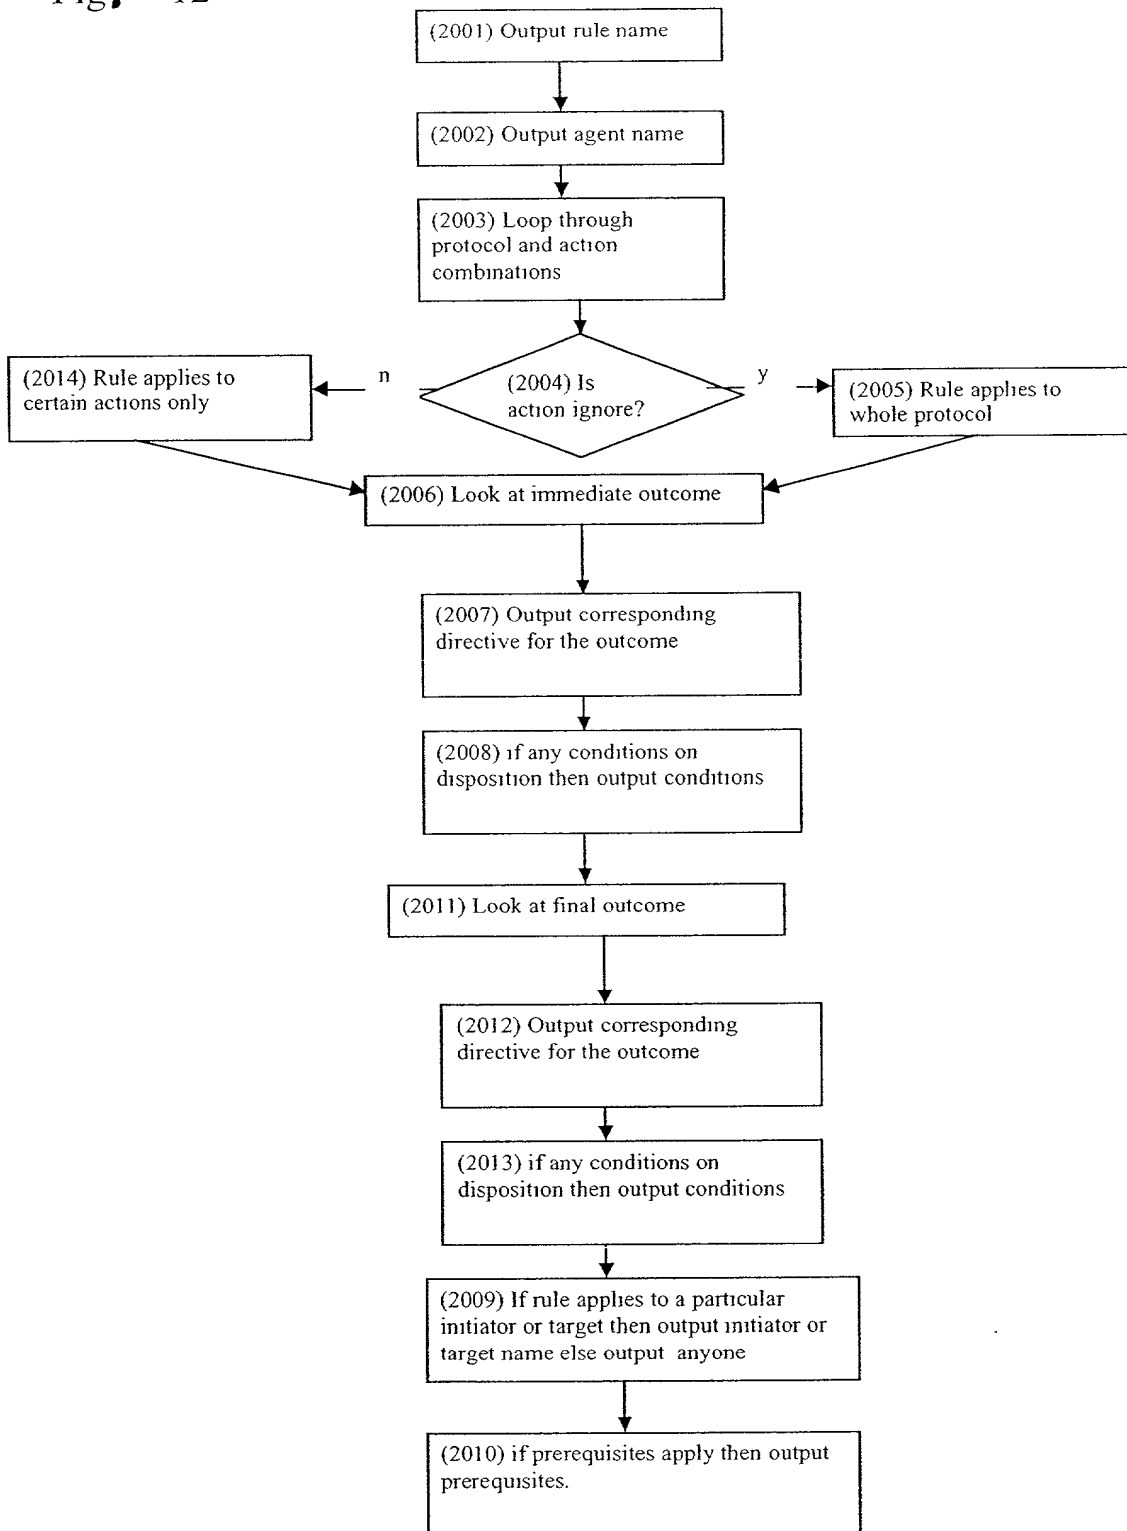 (2001) Output rule name
(2002) Output agent name
(2003) Loop through
protocol and action
combinations
(2004) Is
action ignore?
n
y
(2014) Rule applies to
certain actions only
(2005) Rule applies to
whole protocol
(2006) Look at immediate outcome
(2007) Output corresponding
directive for the outcome
(2008) if any conditions on
disposition then output conditions
(2011) Look at final outcome
(2012) Output corresponding
directive for the outcome
(2013) if any conditions on
disposition then output conditions
(2009) If rule applies to a particular
initiator or target then output initiator or
target name else output anyone
(2010) if prerequisites apply then output
prerequisites.